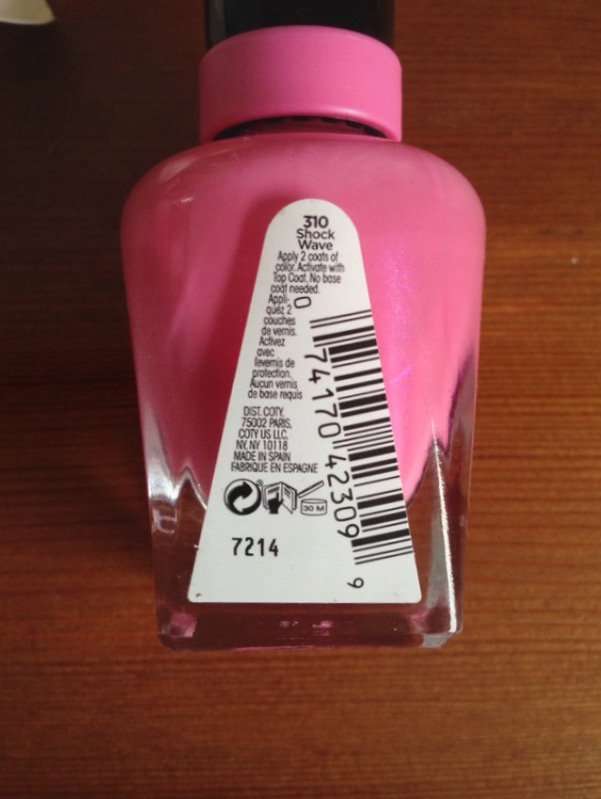 310
Shock
Wave
Apply 2 coats of
color. Activate with
Top Coat. No base
coat needed.
Appli-
quéz 2
couches
de vernis.
Activez
avec
levernis de
protection.
Aucun vernis
de base requis
DIST. COTY.
75002 PARIS,
COTY US LLC,
NY, NY 10118
MADE IN SPAIN
FABRIQUE EN ESPAGNE
30 M
7214
0 74170 42309 9